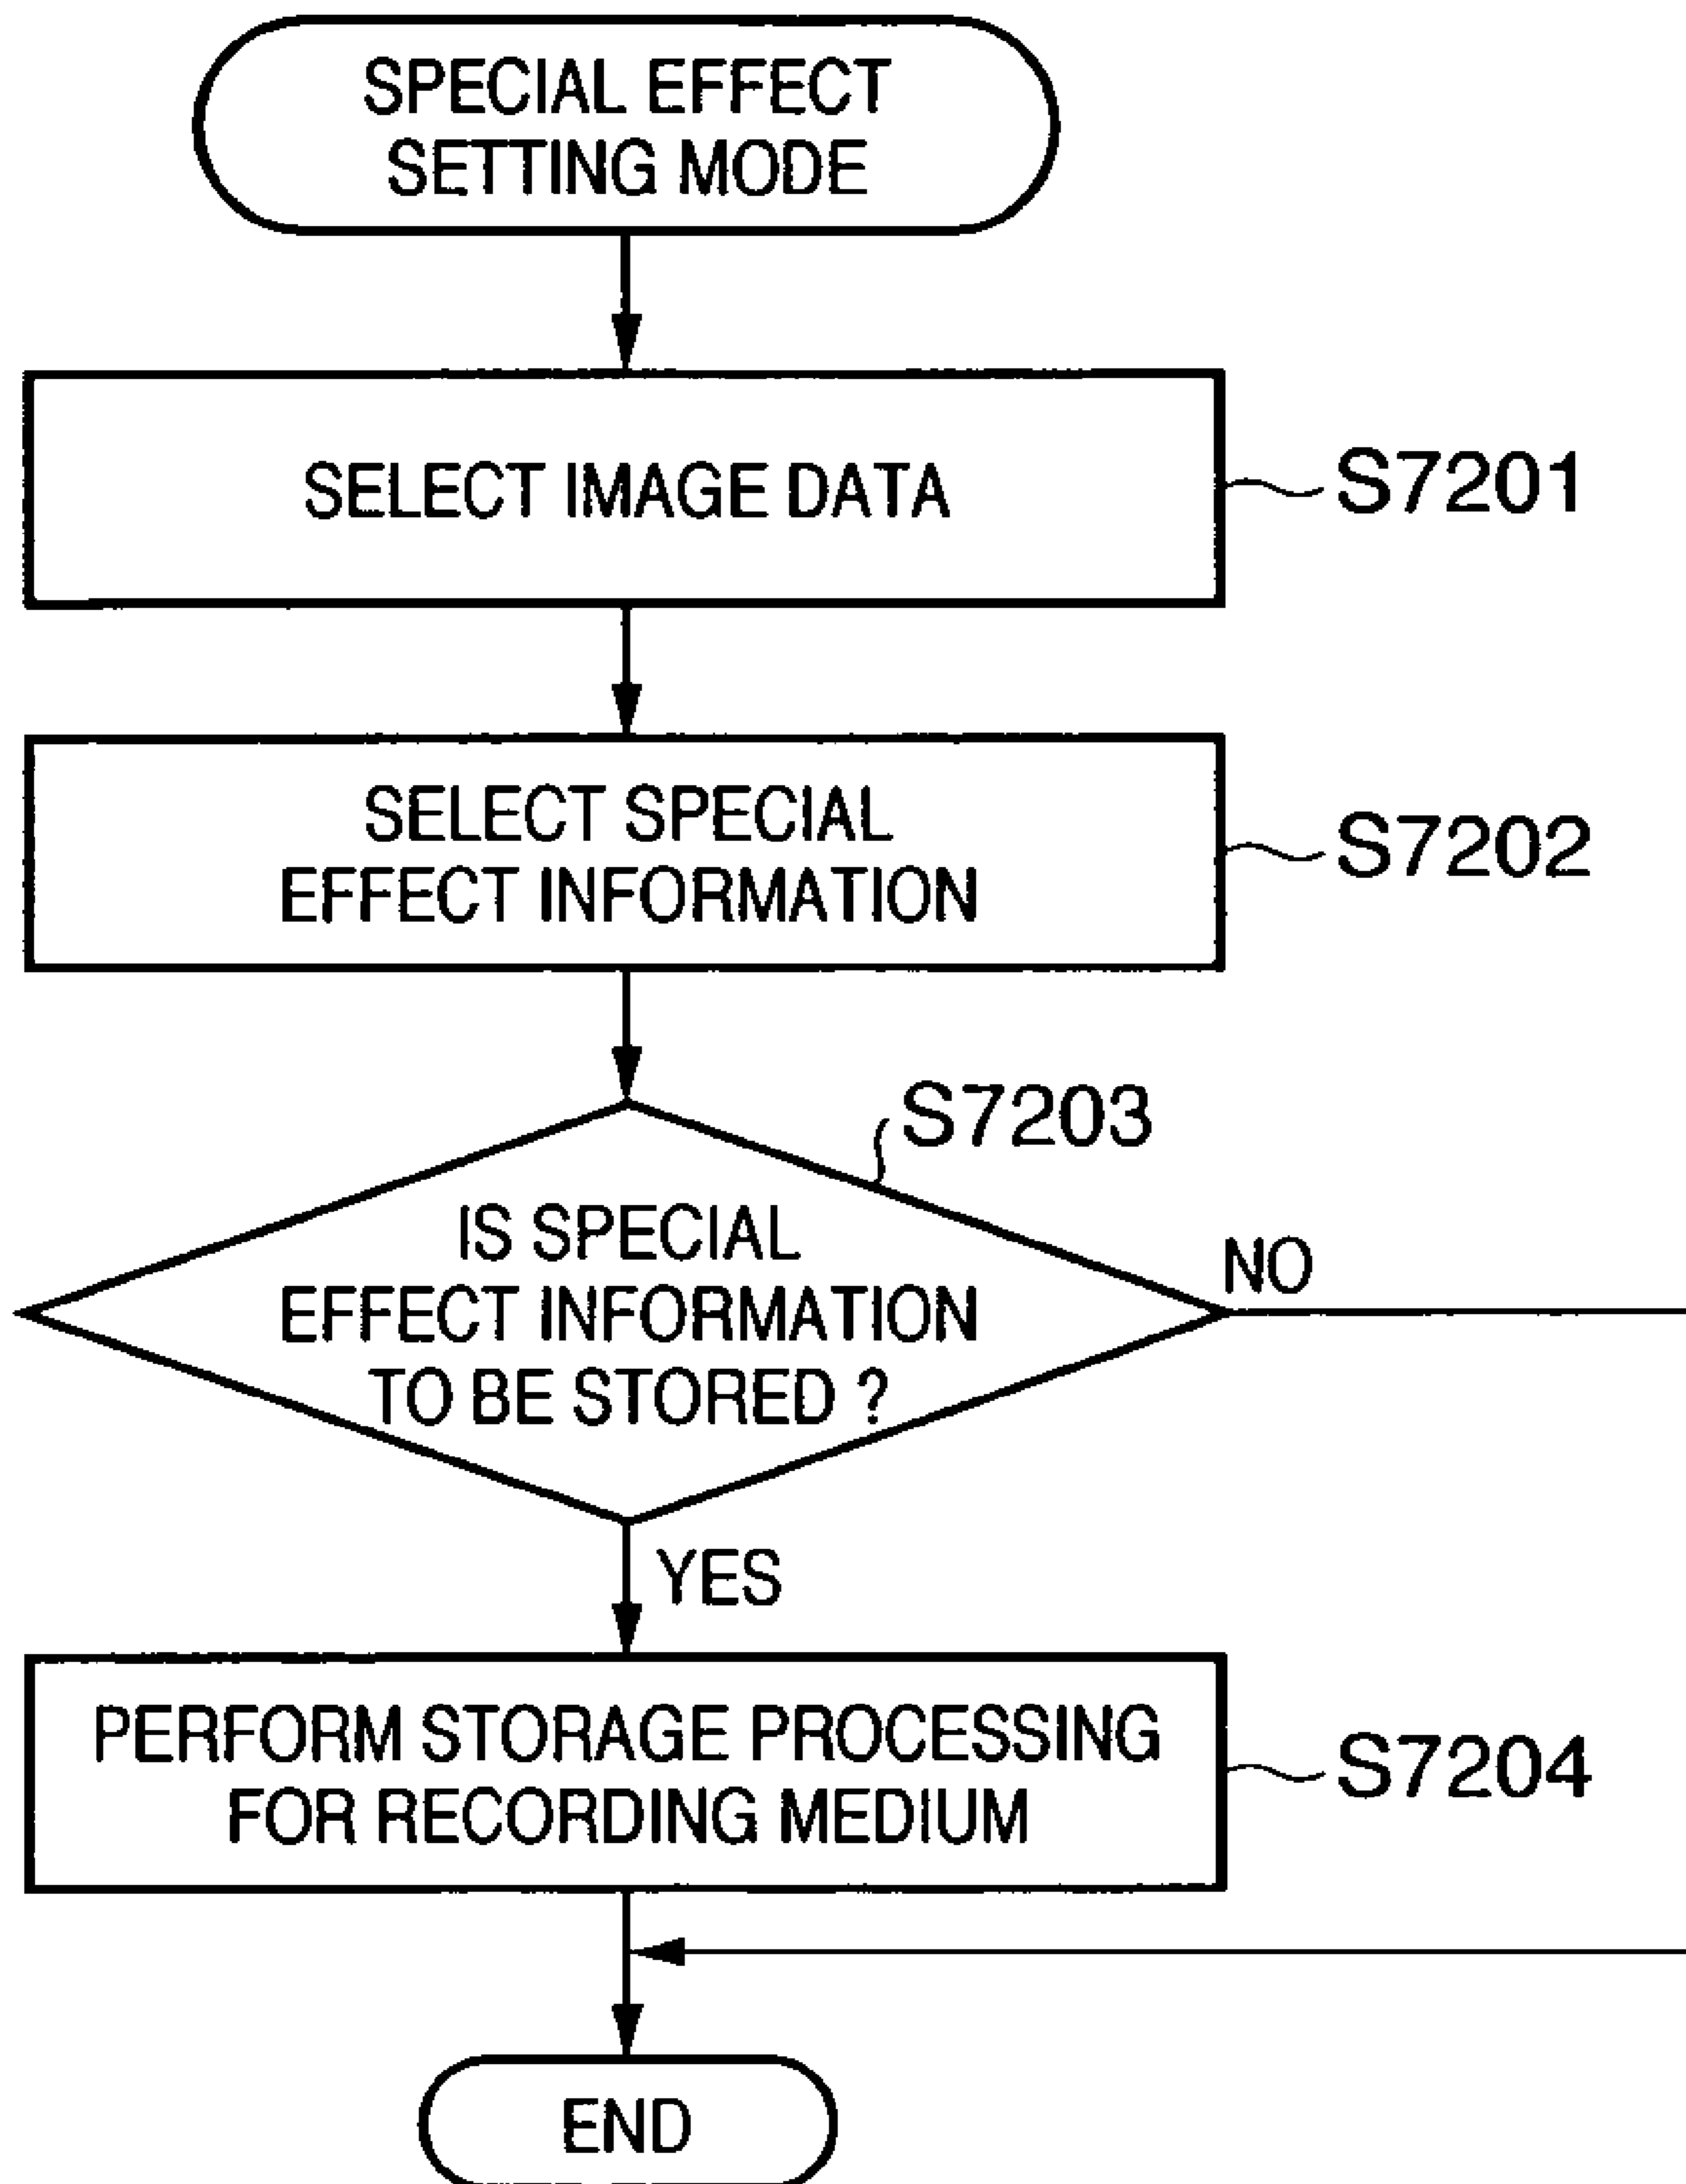 SPECIAL EFFECT
SETTING MODE
SELECT IMAGE DATA
S7201
SELECT SPECIAL
EFFECT INFORMATION
S7202
S7203
IS SPECIAL
EFFECT INFORMATION
TO BE STORED ?
NO
YES
PERFORM STORAGE PROCESSING
FOR RECORDING MEDIUM
S7204
END